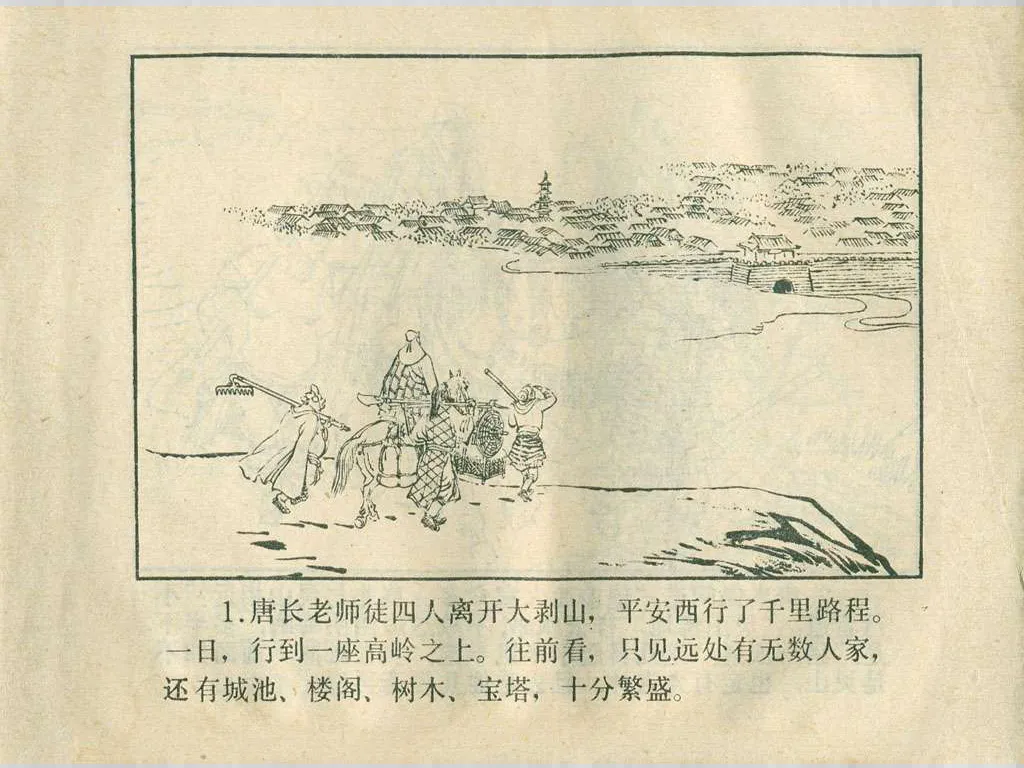 1.唐长老师徒四人离开大剥山，平安西行了千里路程。
一日，行到一座高岭之上。往前看，只见远处有无数人家，
还有城池、楼阁、树木、宝塔，十分繁盛。